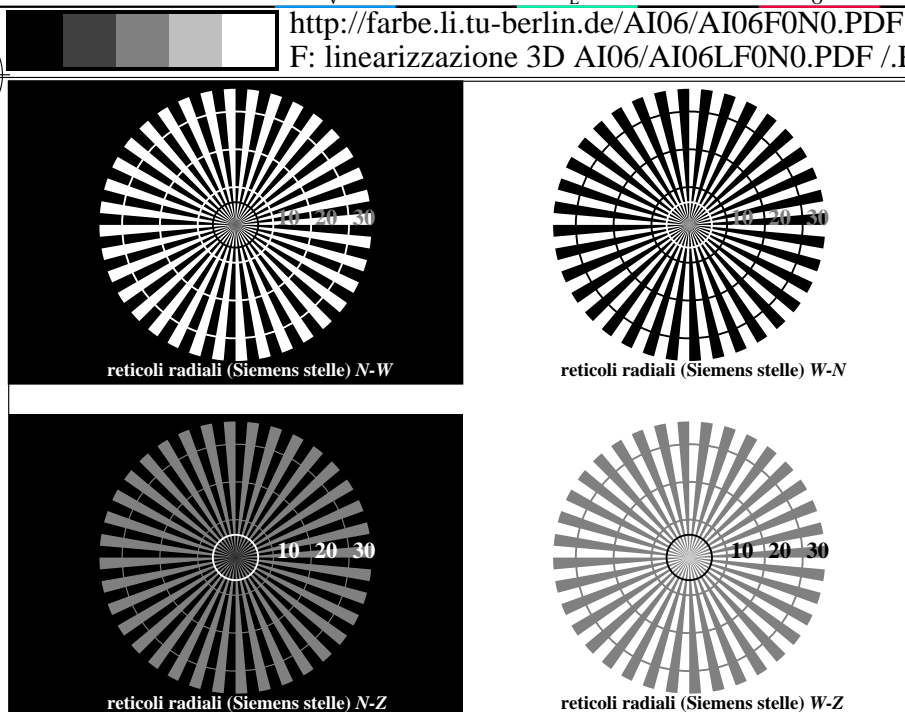 http://farbe.li.tu-berlin.de/AI06/AI06F0N0.PDF
F: linearizzazione 3D AI06/AI06LF0N0.PDF /.
10 20 30
10 20 30
reticoli radiali (Siemens stelle) N-W
reticoli radiali (Siemens stelle) W-N
10 20 30
10 20 30
reticoli radiali (Siemens stelle) N-Z
reticoli radiali (Siemens stelle) W-Z